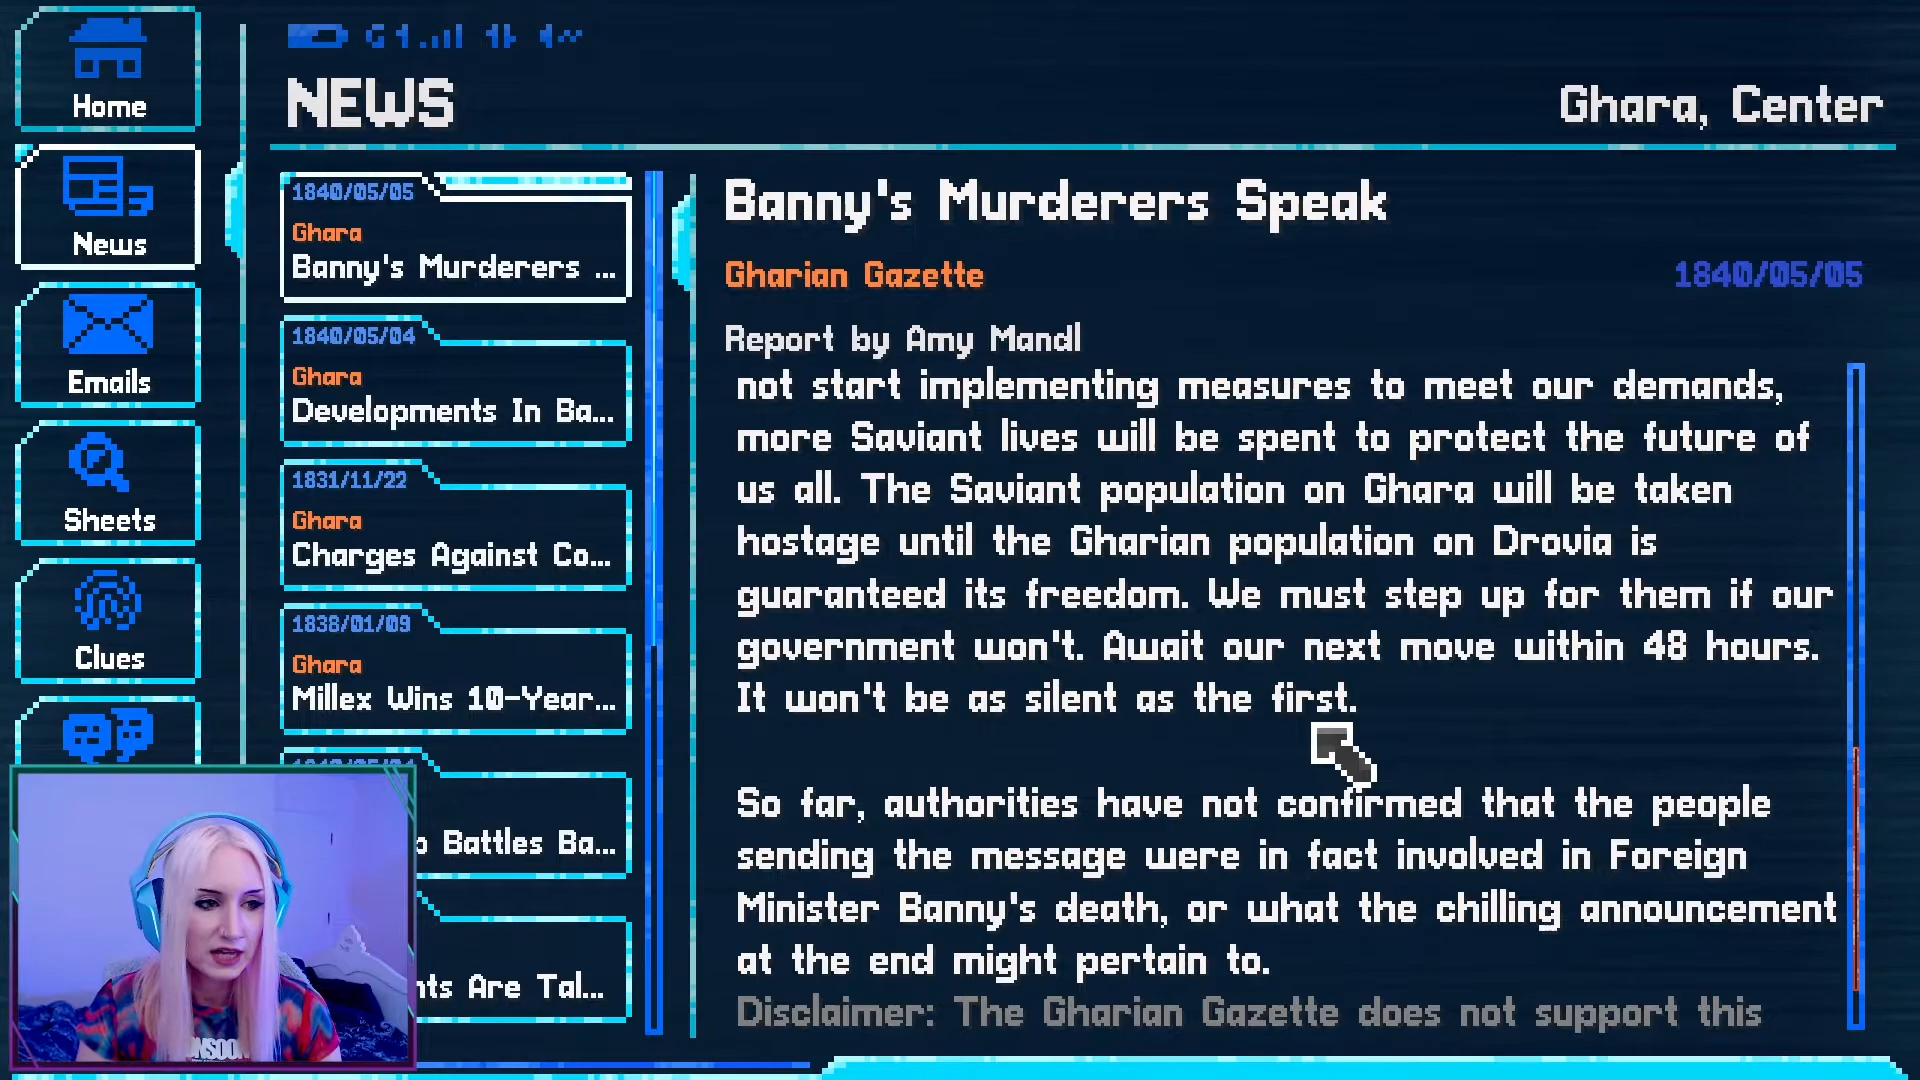 Home
News
Emails
Sheets
Clues
NEWS
Ghara, Center
1840/05/05
Ghara
Banny's Murderers ...
1840/05/04
Ghara
Developments In Ba...
1831/11/22
Ghara
Charges Against Co...
1838/01/09
Ghara
Millex Wins 10-Year...
Battles Ba...
Are Tal...
Banny's Murderers Speak
Gharian Gazette
1840/05/05
Report by Amy Mandl
not start implementing measures to meet our demands,
more Saviant lives will be spent to protect the future of
us all. The Saviant population on Ghara will be taken
hostage until the Gharian population on Drovia is
guaranteed its freedom. We must step up for them if our
government won't. Await our next move within 48 hours.
It won't be as silent as the first.
So far, authorities have not confirmed that the people
sending the message were in fact involved in Foreign
Minister Banny's death, or what the chilling announcement
at the end might pertain to.
Disclaimer: The Gharian Gazette does not support this